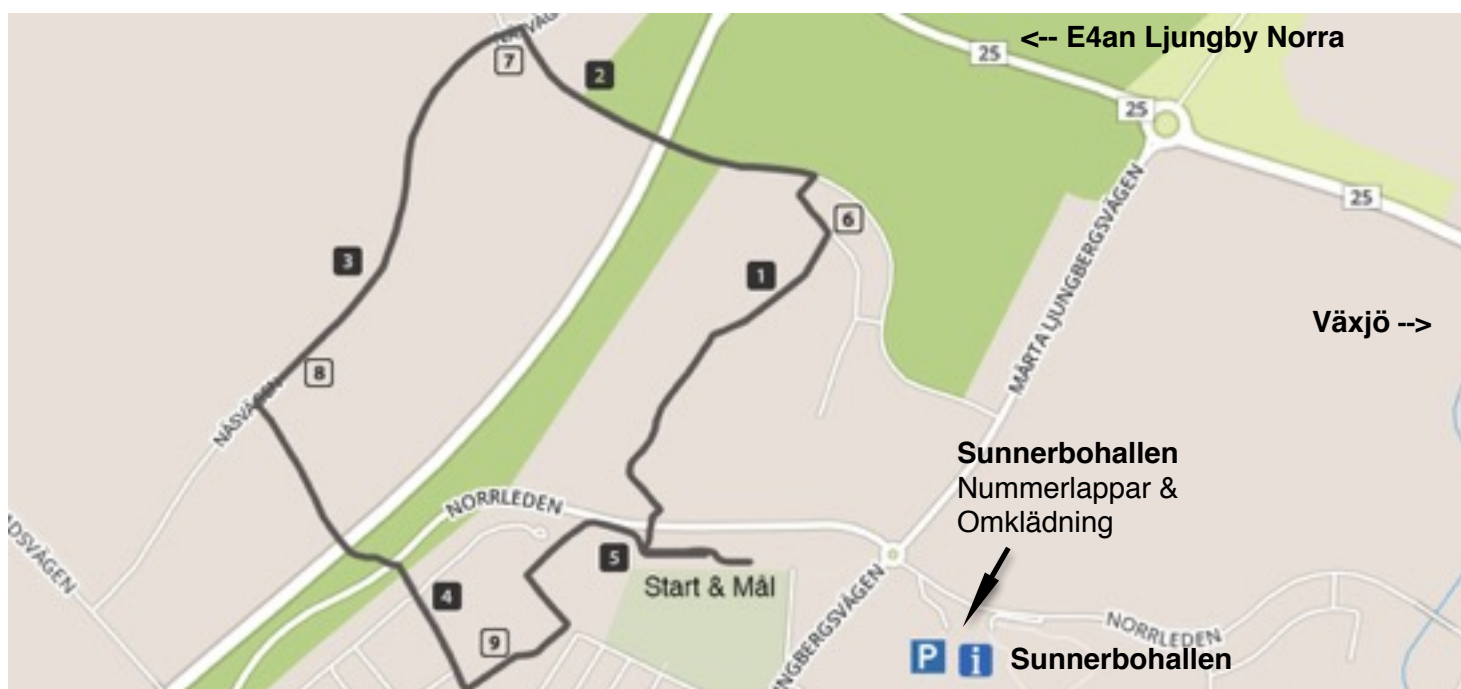 <-- E4an Ljungby Norra
7
2
25
25
25
6
3
1
MÄRTA LJUNGBERGSVÄGEN
Växjö -->
8
NÄSVÄGEN
Sunnerbohallen
Nummerlappar &
Omklädning
NORRLEDEN
5
Start & Mål
4
9
NORRLEDEN
P i Sunnerbohallen